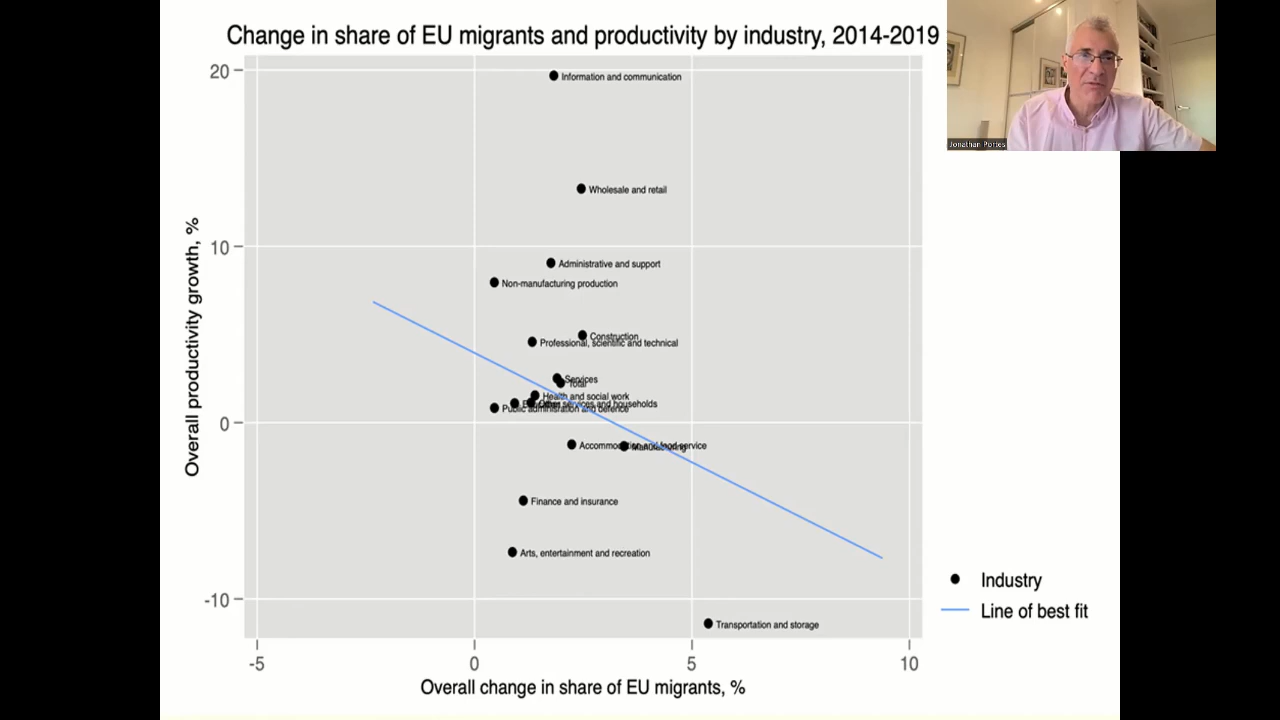 Change in share of EU migrants and productivity by industry, 2014-2019
Jonathan Portes
20
Information and communication
Wholesale and retail
10
Administrative and support
Non-manufacturing production
Construction
Professional, scientific and technical
Services
Total
Health and social work
Other services and households
Public adminisration and defence
0
Accommodation and food service
Manufacturing
Finance and insurance
Arts, entertainment and recreation
-10
Transportation and storage
Overall productivity growth, %
-5
0
5
10
Overall change in share of EU migrants, %
Industry
Line of best fit